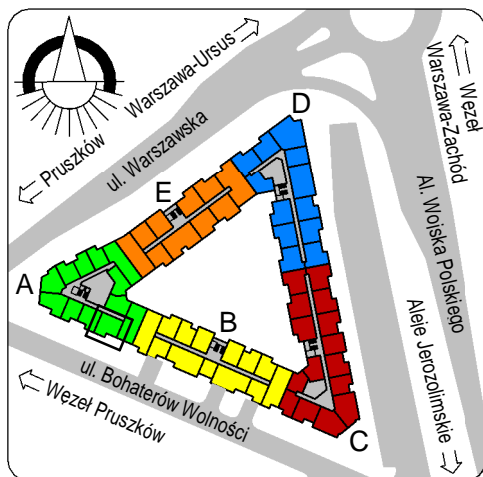 Warszawa-Ursus
Pruszków
ul. Warszawska
Węzeł
Warszawa-Zachód
Al. Wojska Polskiego
Aleje Jerozolimskie
D
E
A
B
C
ul. Bohaterów Wolności
Węzeł Pruszków